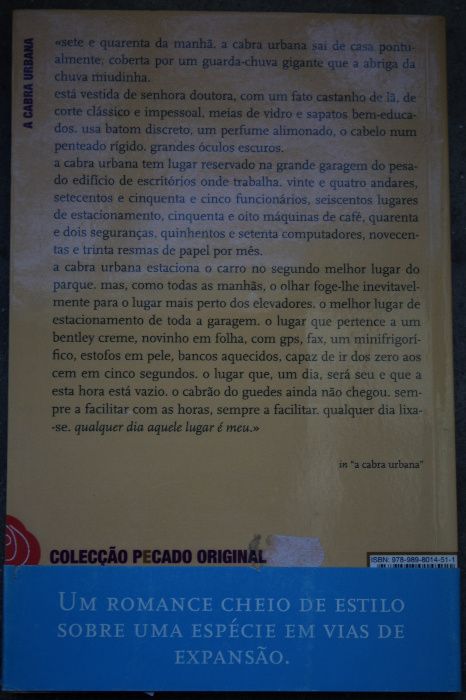 A CABRA URBANA
«sete e quarenta da manhã. a cabra urbana sai de casa pontu-
almente, coberta por um guarda-chuva gigante que a abriga da
chuva miudinha.
está vestida de senhora doutora, com um fato castanho de lã, de
corte clássico e impessoal, meias de vidro e sapatos bem-educa-
dos. usa batom discreto, um perfume alimonado, o cabelo num
penteado rígido. grandes óculos escuros.
a cabra urbana tem lugar reservado na grande garagem do pesa-
do edifício de escritórios onde trabalha. vinte e quatro andares,
setecentos e cinquenta e cinco funcionários, seiscentos lugares
de estacionamento, cinquenta e oito máquinas de café, quarenta
e dois seguranças, quinhentos e setenta computadores, novecen-
tas e trinta resmas de papel por mês.
a cabra urbana estaciona o carro no segundo melhor lugar do
parque. mas, como todas as manhãs, o olhar foge-lhe inevitavel-
mente para o lugar mais perto dos elevadores. o melhor lugar de
estacionamento de toda a garagem. o lugar que pertence a um
bentley creme, novinho em folha, com gps, fax, um minifrigorí-
fico, estofos em pele, bancos aquecidos, capaz de ir dos zero aos
cem em cinco segundos. o lugar que, um dia, será seu e que a
esta hora está vazio. o cabrão do guedes ainda não chegou. sem-
pre a facilitar com as horas, sempre a facilitar. qualquer dia lixa-
-se. qualquer dia aquele lugar é meu.»
in "a cabra urbana"
COLECÇÃO PECADO ORIGINAL
ISBN: 978-989-8014-51-1
UM ROMANCE CHEIO DE ESTILO
SOBRE UMA ESPÉCIE EM VIAS DE
EXPANSÃO.